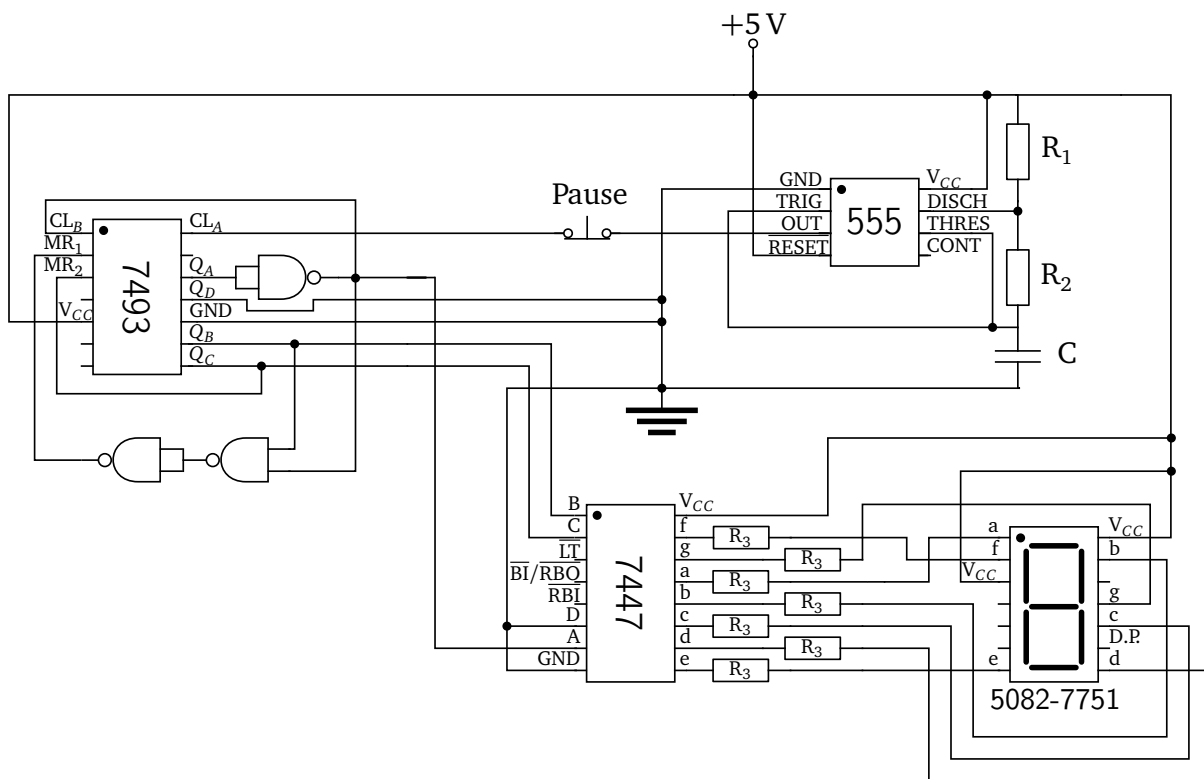 +5 V
R1
GND
VCC
TRIG
DISCH
OUT
THRES
RESET
CONT
555
Pause
R2
C
CLB
CLA
MR1
MR2
QA
QD
VCC
GND
QB
QC
7493
B
VCC
C
f
LT
g
BI/RBO
a
RBI
b
D
c
A
d
GND
e
7447
R3
R3
R3
R3
R3
R3
R3
a
VCC
f
b
VCC
g
c
D.P.
e
d
5082-7751